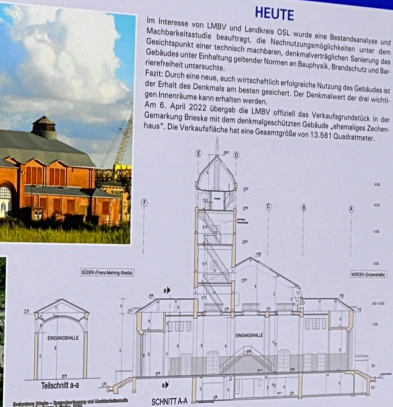 HEUTE
Im Interesse von LMBV und Landkreis OSL wurde eine Bestandsanalyse und
Machbarkeitsstudie beauftragt, die Nachnutzungsmöglichkeiten unter dem
Gesichtspunkt einer technisch machbaren, denkmalverträglichen Sanierung des
Gebäudes unter Einhaltung geltender Normen an Bauphysik, Brandschutz und Bar-
rierefreiheit untersuchte.
Fazit: Durch eine neue, auch wirtschaftlich erfolgreiche Nutzung des Gebäudes ist
der Erhalt des Denkmals am besten gesichert. Der Denkmalwert der drei wichti-
gen Innenräume kann erhalten werden.
Am 6. April 2022 übergab die LMBV offiziell das Verkaufsgrundstück in der
Gemarkung Brieske mit dem denkmalgeschützten Gebäude „ehemaliges Zechen-
haus". Die Verkaufsfläche hat eine Gesamtgröße von 13.561 Quadratmeter.
E
D
F
C
B
A
SÜDEN (Franz-Mehring-Straße)
EINGANGSHALLE
EINGANGSHALLE
Teilschnitt a-a
SCHNITT A-A